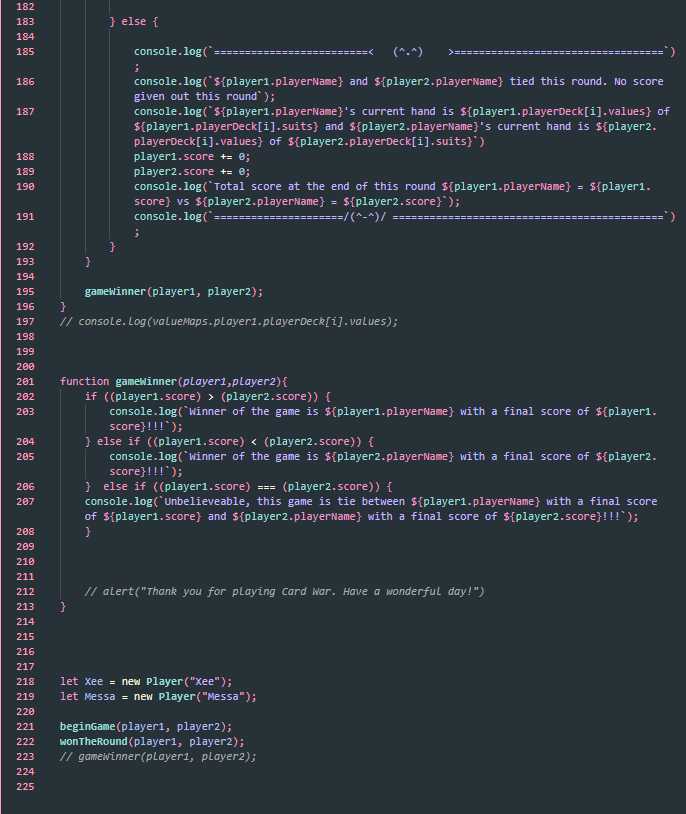 182
183 } else {
184
185 console.log(`=========================<   (^.^)    >==================================`)
;
186 console.log(`${player1.playerName} and ${player2.playerName} tied this round. No score
given out this round`);
187 console.log(`${player1.playerName}'s current hand is ${player1.playerDeck[i].values} of
${player1.playerDeck[i].suits} and ${player2.playerName}'s current hand is ${player2.
playerDeck[i].values} of ${player2.playerDeck[i].suits}`)
188 player1.score += 0;
189 player2.score += 0;
190 console.log(`Total score at the end of this round ${player1.playerName} = ${player1.
score} vs ${player2.playerName} = ${player2.score}`);
191 console.log(`=====================/(^-^)/ ============================================`)
;
192 }
193 }
194
195 gameWinner(player1, player2);
196 }
197 // console.log(valueMaps.player1.playerDeck[i].values);
198
199
200
201 function gameWinner(player1,player2){
202 if ((player1.score) > (player2.score)) {
203 console.log(`Winner of the game is ${player1.playerName} with a final score of ${player1.
score}!!!`);
204 } else if ((player1.score) < (player2.score)) {
205 console.log(`Winner of the game is ${player2.playerName} with a final score of ${player2.
score}!!!`);
206 }  else if ((player1.score) === (player2.score)) {
207 console.log(`Unbelieveable, this game is tie between ${player1.playerName} with a final score
of ${player1.score} and ${player2.playerName} with a final score of ${player2.score}!!!`);
208 }
209
210
211
212 // alert("Thank you for playing Card War. Have a wonderful day!")
213 }
214
215
216
217
218 let Xee = new Player("Xee");
219 let Messa = new Player("Messa");
220
221 beginGame(player1, player2);
222 wonTheRound(player1, player2);
223 // gameWinner(player1, player2);
224
225